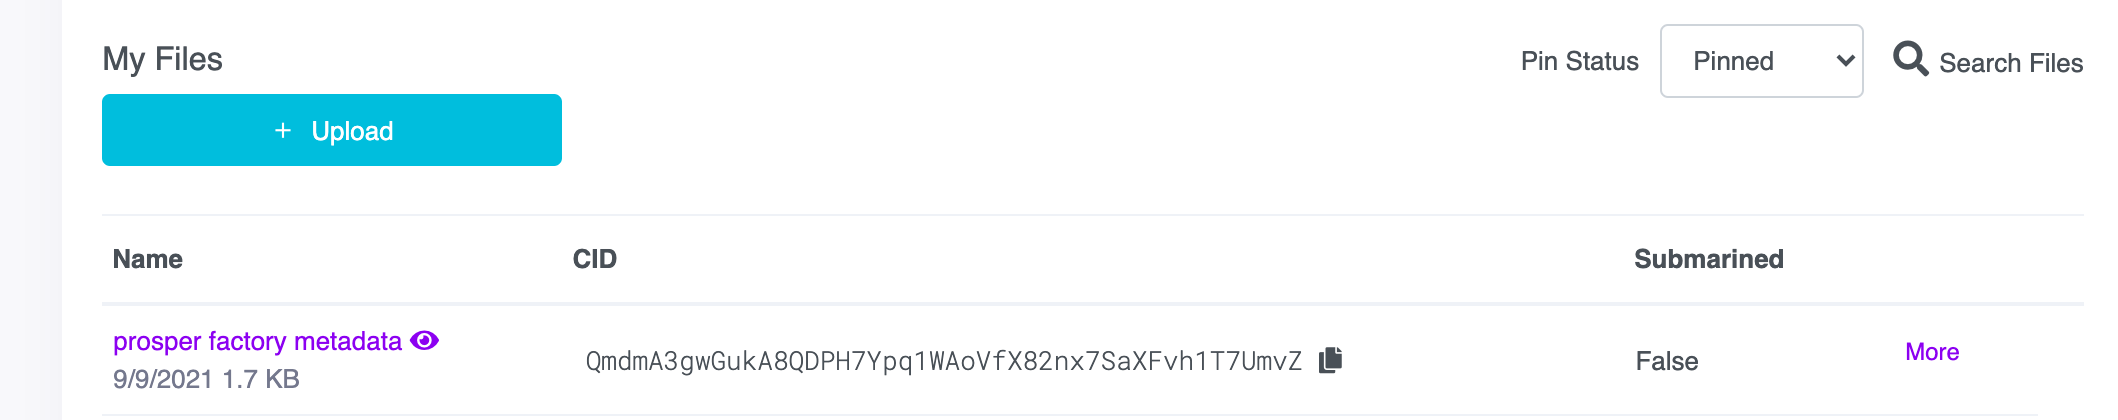 My Files
Pin Status Pinned Search Files
+ Upload
Name CID Submarined
prosper factory metadata
QmdmA3gwGukA8QDPH7Ypq1WAoVfX82nx7SaXFvh1T7UmvZ False More
9/9/2021 1.7 KB